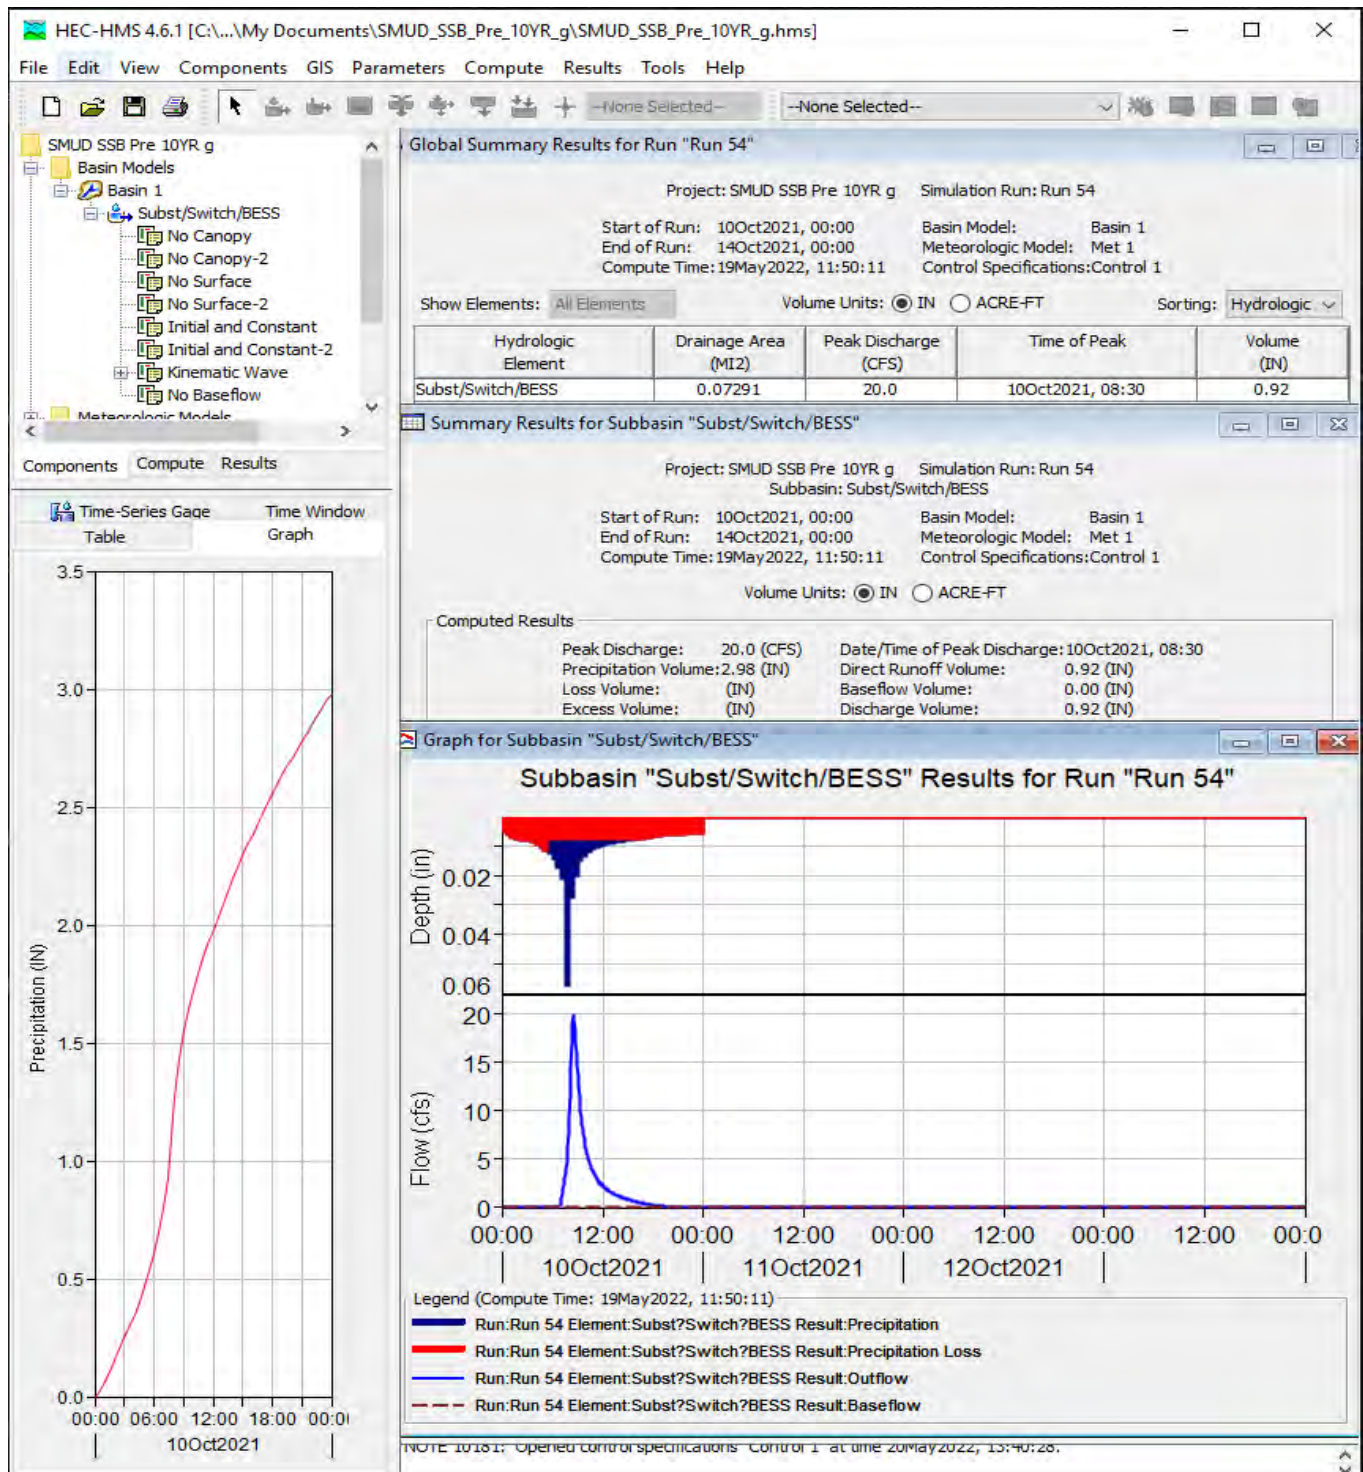 HEC-HMS 4.6.1 [C:\...\My Documents\SMUD_SSB_Pre_10YR_g\SMUD_SSB_Pre_10YR_g.hms]
File Edit View Components GIS Parameters Compute Results Tools Help
--None Selected-- --None Selected--
SMUD SSB Pre 10YR g
Basin Models
Basin 1
Subst/Switch/BESS
No Canopy
No Canopy-2
No Surface
No Surface-2
Initial and Constant
Initial and Constant-2
Kinematic Wave
No Baseflow
Meteorologic Models
Components Compute Results
Time-Series Gage Time Window
Table Graph
3.5
3.0
2.5
2.0
1.5
1.0
0.5
0.0
Precipitation (IN)
00:00 06:00 12:00 18:00 00:0
10Oct2021
Global Summary Results for Run "Run 54"
Project: SMUD SSB Pre 10YR g Simulation Run: Run 54
Start of Run: 10Oct2021, 00:00 Basin Model: Basin 1
End of Run: 14Oct2021, 00:00 Meteorologic Model: Met 1
Compute Time: 19May2022, 11:50:11 Control Specifications: Control 1
Show Elements: All Elements Volume Units: IN ACRE-FT Sorting: Hydrologic
Hydrologic Drainage Area Peak Discharge Time of Peak Volume
Element (MI2) (CFS) (IN)
Subst/Switch/BESS 0.07291 20.0 10Oct2021, 08:30 0.92
Summary Results for Subbasin "Subst/Switch/BESS"
Project: SMUD SSB Pre 10YR g Simulation Run: Run 54
Subbasin: Subst/Switch/BESS
Start of Run: 10Oct2021, 00:00 Basin Model: Basin 1
End of Run: 14Oct2021, 00:00 Meteorologic Model: Met 1
Compute Time: 19May2022, 11:50:11 Control Specifications: Control 1
Volume Units: IN ACRE-FT
Computed Results
Peak Discharge: 20.0 (CFS) Date/Time of Peak Discharge: 10Oct2021, 08:30
Precipitation Volume: 2.98 (IN) Direct Runoff Volume: 0.92 (IN)
Loss Volume: (IN) Baseflow Volume: 0.00 (IN)
Excess Volume: (IN) Discharge Volume: 0.92 (IN)
Graph for Subbasin "Subst/Switch/BESS"
Subbasin "Subst/Switch/BESS" Results for Run "Run 54"
Depth (in)
0.02
0.04
0.06
Flow (cfs)
20
15
10
5
0
00:00 12:00 00:00 12:00 00:00 12:00 00:00 12:00 00:0
10Oct2021 11Oct2021 12Oct2021
Legend (Compute Time: 19May2022, 11:50:11)
Run:Run 54 Element:Subst?Switch?BESS Result:Precipitation
Run:Run 54 Element:Subst?Switch?BESS Result:Precipitation Loss
Run:Run 54 Element:Subst?Switch?BESS Result:Outflow
Run:Run 54 Element:Subst?Switch?BESS Result:Baseflow
NOTE 10181: Opened control specifications "Control 1" at time 20May2022, 13:40:28.